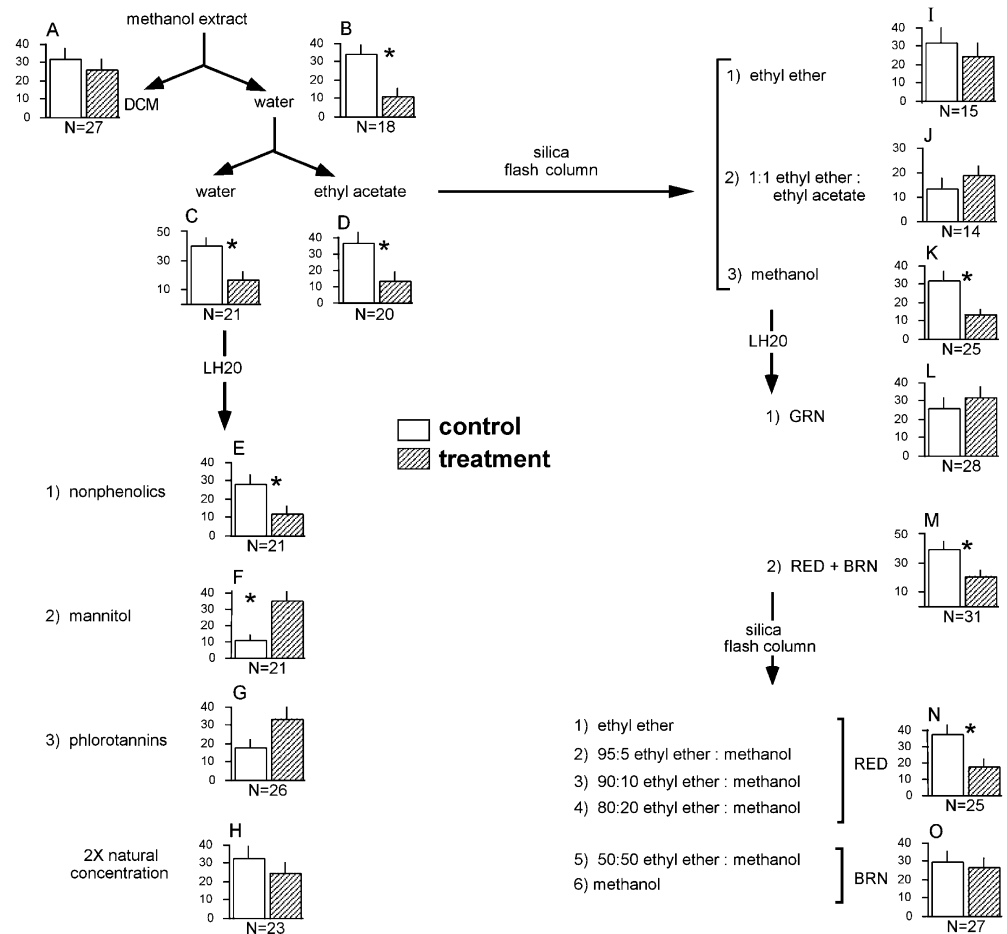 methanol extract
DCM
water
water
ethyl acetate
A
40
30
20
10
0
N=27
B
40
30
20
10
0
*
N=18
C
50
30
10
*
N=21
D
40
30
20
10
0
*
N=20
LH20
silica
flash column
E
40
30
20
10
0
*
N=21
1) nonphenolics
F
40
30
20
10
0
*
N=21
2) mannitol
G
40
30
20
10
0
N=26
3) phlorotannins
H
40
30
20
10
0
N=23
2X natural
concentration
control
treatment
1) ethyl ether
2) 1:1 ethyl ether :
ethyl acetate
3) methanol
I
40
30
20
10
0
N=15
J
30
20
10
0
N=14
K
40
30
20
10
0
*
N=25
LH20
1) GRN
L
40
30
20
10
0
N=28
2) RED + BRN
M
50
30
10
*
N=31
silica
flash column
1) ethyl ether
2) 95:5 ethyl ether : methanol
3) 90:10 ethyl ether : methanol
4) 80:20 ethyl ether : methanol
RED
N
40
30
20
10
0
*
N=25
5) 50:50 ethyl ether : methanol
6) methanol
BRN
O
40
30
20
10
0
N=27